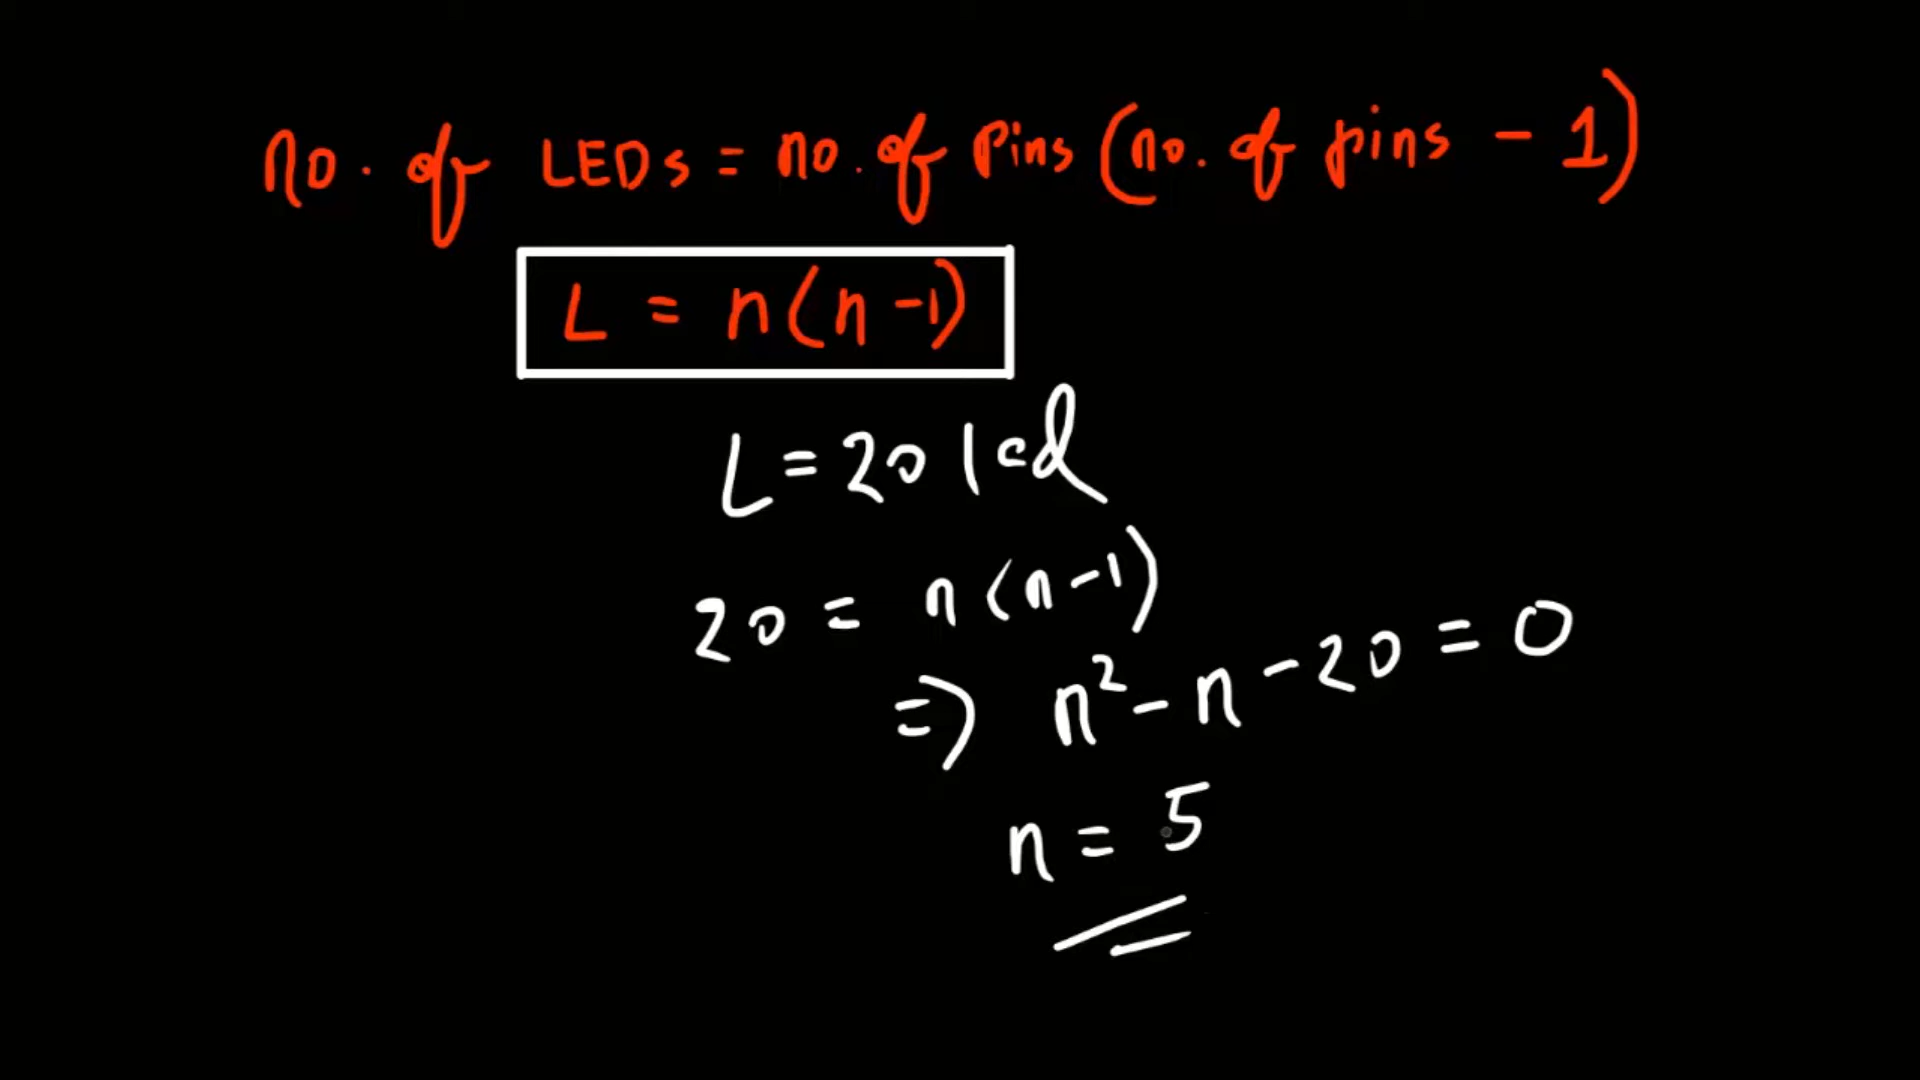 no. of LEDs = no. of Pins (no. of pins - 1)
L = n(n-1)
L = 20 led
20 = n(n-1)
=> n² - n - 20 = 0
n = 5